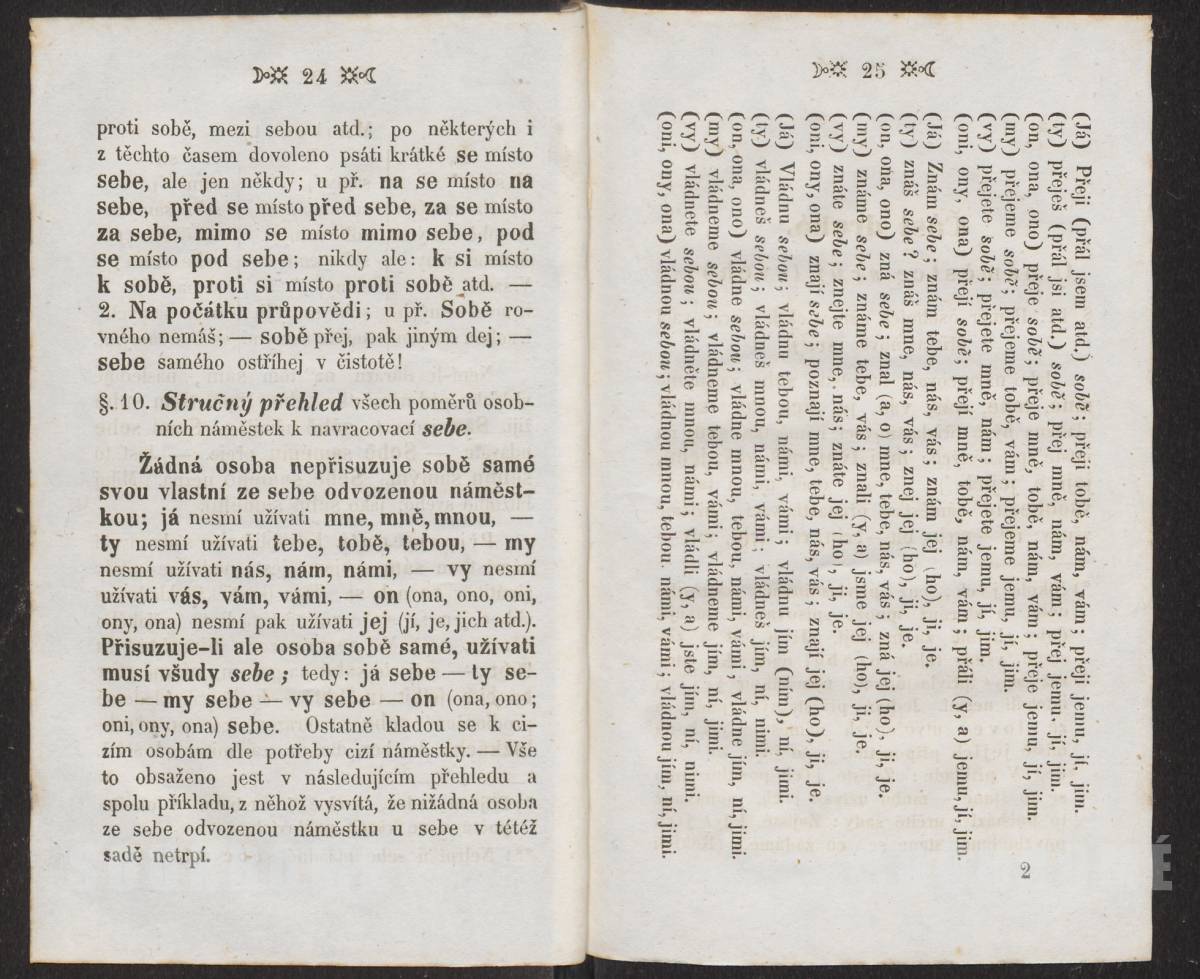 24
proti sobě, mezi sebou atd.; po některých i
z těchto časem dovoleno psáti krátké se místo
sebe, ale jen někdy; u př. na se místo na
sebe, před se místo před sebe, za se místo
za sebe, mimo se místo mimo sebe, pod
se místo pod sebe; nikdy ale: k si místo
k sobě, proti si místo proti sobě atd. —
2. Na počátku průpovědi; u př. Sobě ro-
vného nemáš; — sobě přej, pak jiným dej; —
sebe samého ostříhej v čistotě!
§. 10. Stručný přehled všech poměrů osob-
ních náměstek k navracovací sebe.
Žádná osoba nepřisuzuje sobě samé
svou vlastní ze sebe odvozenou náměst-
kou; já nesmí užívati mne, mně, mnou, —
ty nesmí užívati tebe, tobě, tebou, — my
nesmí užívati nás, nám, námi, — vy nesmí
užívati vás, vám, vámi, — on (ona, ono, oni,
ony, ona) nesmí pak užívati jej (jí, je, jich atd.).
Přisuzuje-li ale osoba sobě samé, užívati
musí všudy sebe; tedy: já sebe — ty se-
be — my sebe — vy sebe — on (ona, ono;
oni, ony, ona) sebe. Ostatně kladou se k ci-
zím osobám dle potřeby cizí náměstky. — Vše
to obsaženo jest v následujícím přehledu a
spolu příkladu, z něhož vysvítá, že nižádná osoba
ze sebe odvozenou náměstku u sebe v tétéž
sadě netrpí.
25
(Já) Přeji (přál jsem atd.) sobě; přeji tobě, nám, vám; přeji jemu, jí, jim.
(ty) přeješ (přál jsi atd.) sobě; přej mně, nám, vám; přej jemu, jí, jim.
(on, ona, ono) přeje sobě; přeje mně, tobě, nám, vám; přeje jemu, jí, jim.
(my) přejeme sobě; přejeme tobě, vám; přejeme jemu, jí, jim.
(vy) přejete sobě; přejete mně, nám; přejete jemu, jí, jim.
(oni, ony, ona) přejí sobě; přejí mně, tobě, nám, vám; přáli (y, a) jemu, jí, jim.
(Já) Znám sebe; znám tebe, nás, vás; znám jej (ho), ji, je.
(ty) znáš sebe? znáš mne, nás, vás; znej jej (ho), ji, je.
(on, ona, ono) zná sebe; znal (a, o) mne, tebe, nás, vás; zná jej (ho), ji, je.
(my) známe sebe; známe tebe, vás; znali (y, a) jsme jej (ho), ji, je.
(vy) znáte sebe; znejte mne, nás; znáte jej (ho), ji, je.
(oni, ony, ona) znají sebe; poznají mne, tebe, nás, vás; znají jej (ho), ji, je.
(Já) Vládnu sebou; vládnu tebou, námi, vámi; vládnu jím (ním), ní, jimi.
(ty) vládneš sebou; vládneš mnou, námi, vámi; vládneš jím, ní, nimi.
(on, ona, ono) vládne sebou; vládne mnou, tebou, námi, vámi; vládne jím, ní, jimi.
(my) vládneme sebou; vládneme tebou, vámi; vládneme jím, ní, jimi.
(vy) vládnete sebou; vládněte mnou, námi; vládli (y, a) jste jím, ní, nimi.
(oni, ony, ona) vládnou sebou; vládnou mnou, tebou. námi, vámi; vládnou jím, ní, jimi.
2